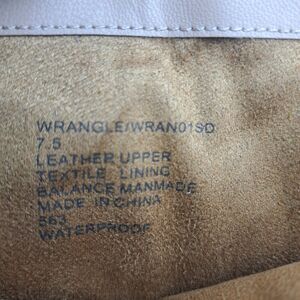 WRANGLE/WRAN01SD
7.5
LEATHER UPPER
TEXTILE LINING
BALANCE MANMADE
MADE IN CHINA
563
WATERPROOF